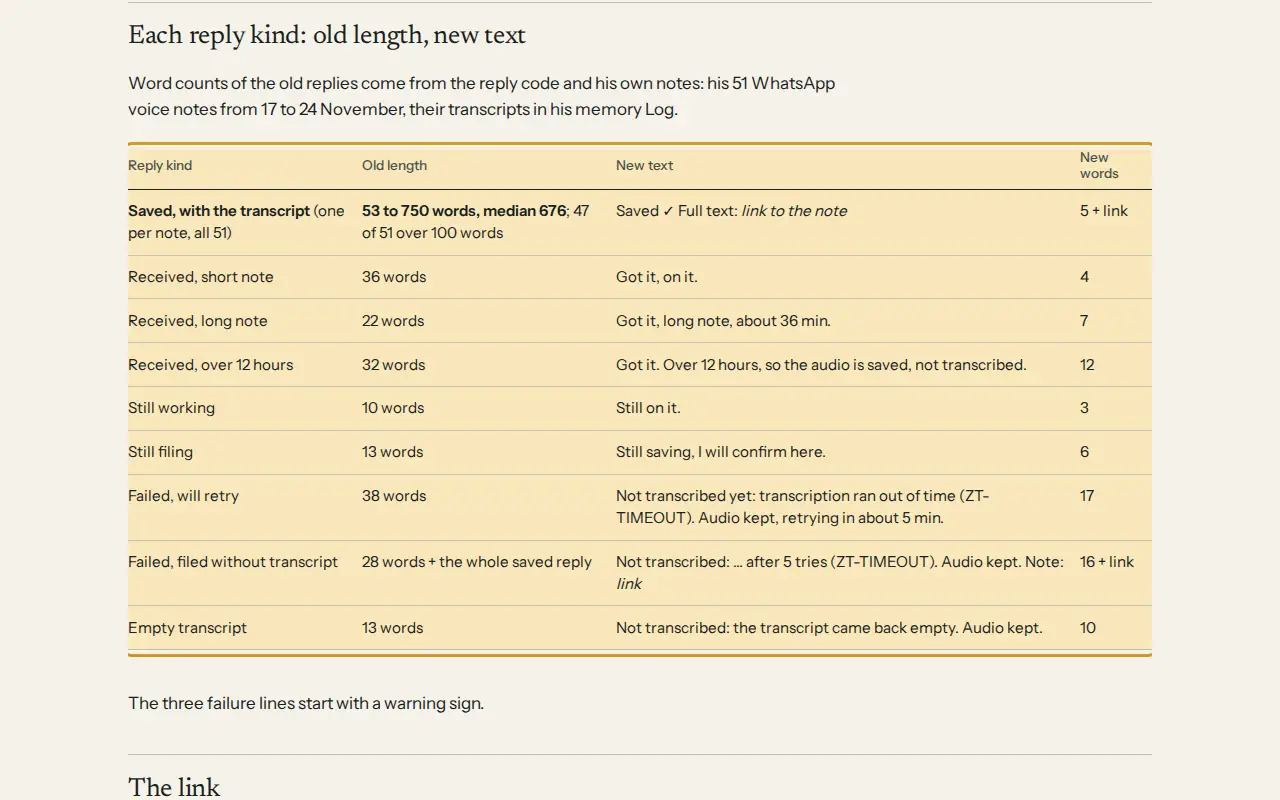 Each reply kind: old length, new text
Word counts of the old replies come from the reply code and his own notes: his 51 WhatsApp
voice notes from 17 to 24 November, their transcripts in his memory Log.
Reply kind Old length New text New words
Saved, with the transcript (one per note, all 51) 53 to 750 words, median 676; 47 of 51 over 100 words Saved ✓ Full text: link to the note 5 + link
Received, short note 36 words Got it, on it. 4
Received, long note 22 words Got it, long note, about 36 min. 7
Received, over 12 hours 32 words Got it. Over 12 hours, so the audio is saved, not transcribed. 12
Still working 10 words Still on it. 3
Still filing 13 words Still saving, I will confirm here. 6
Failed, will retry 38 words Not transcribed yet: transcription ran out of time (ZT-TIMEOUT). Audio kept, retrying in about 5 min. 17
Failed, filed without transcript 28 words + the whole saved reply Not transcribed: ... after 5 tries (ZT-TIMEOUT). Audio kept. Note: link 16 + link
Empty transcript 13 words Not transcribed: the transcript came back empty. Audio kept. 10
The three failure lines start with a warning sign.
The link